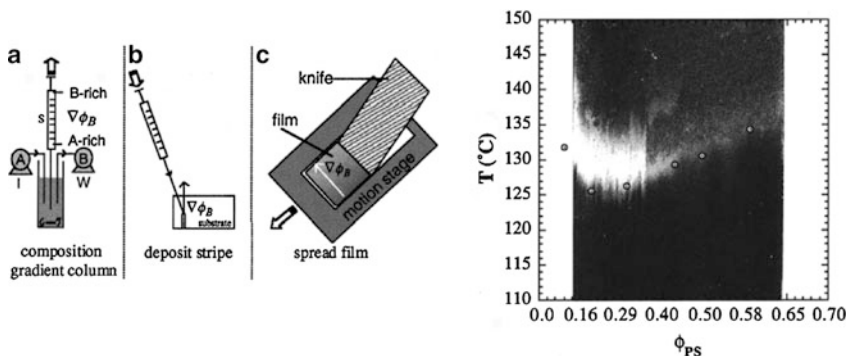 a
B-rich
S
∇ϕB
A-rich
A
B
I
W
composition
gradient column
b
∇ϕB
substrate
deposit stripe
c
knife
film
∇ϕB
motion stage
spread film
T (°C)
150
145
140
135
130
125
120
115
110
0.0 0.16 0.29 0.40 0.50 0.58 0.65 0.70
ϕPS